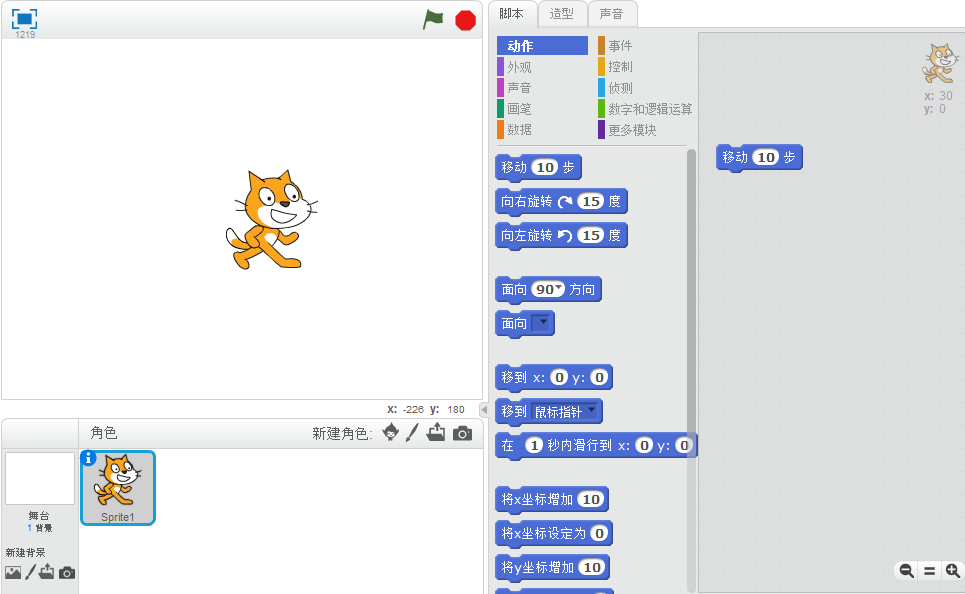 1219
x: -226 y: 180
角色
新建角色:
舞台
1 背景
新建背景
Sprite1
脚本 造型 声音
动作 事件
外观 控制
声音 侦测
画笔 数字和逻辑运算
数据 更多模块
移动 10 步
向右旋转 15 度
向左旋转 15 度
面向 90 方向
面向
移到 x: 0 y: 0
移到 鼠标指针
在 1 秒内滑行到 x: 0 y: 0
将x坐标增加 10
将x坐标设定为 0
将y坐标增加 10
x: 30
y: 0
移动 10 步